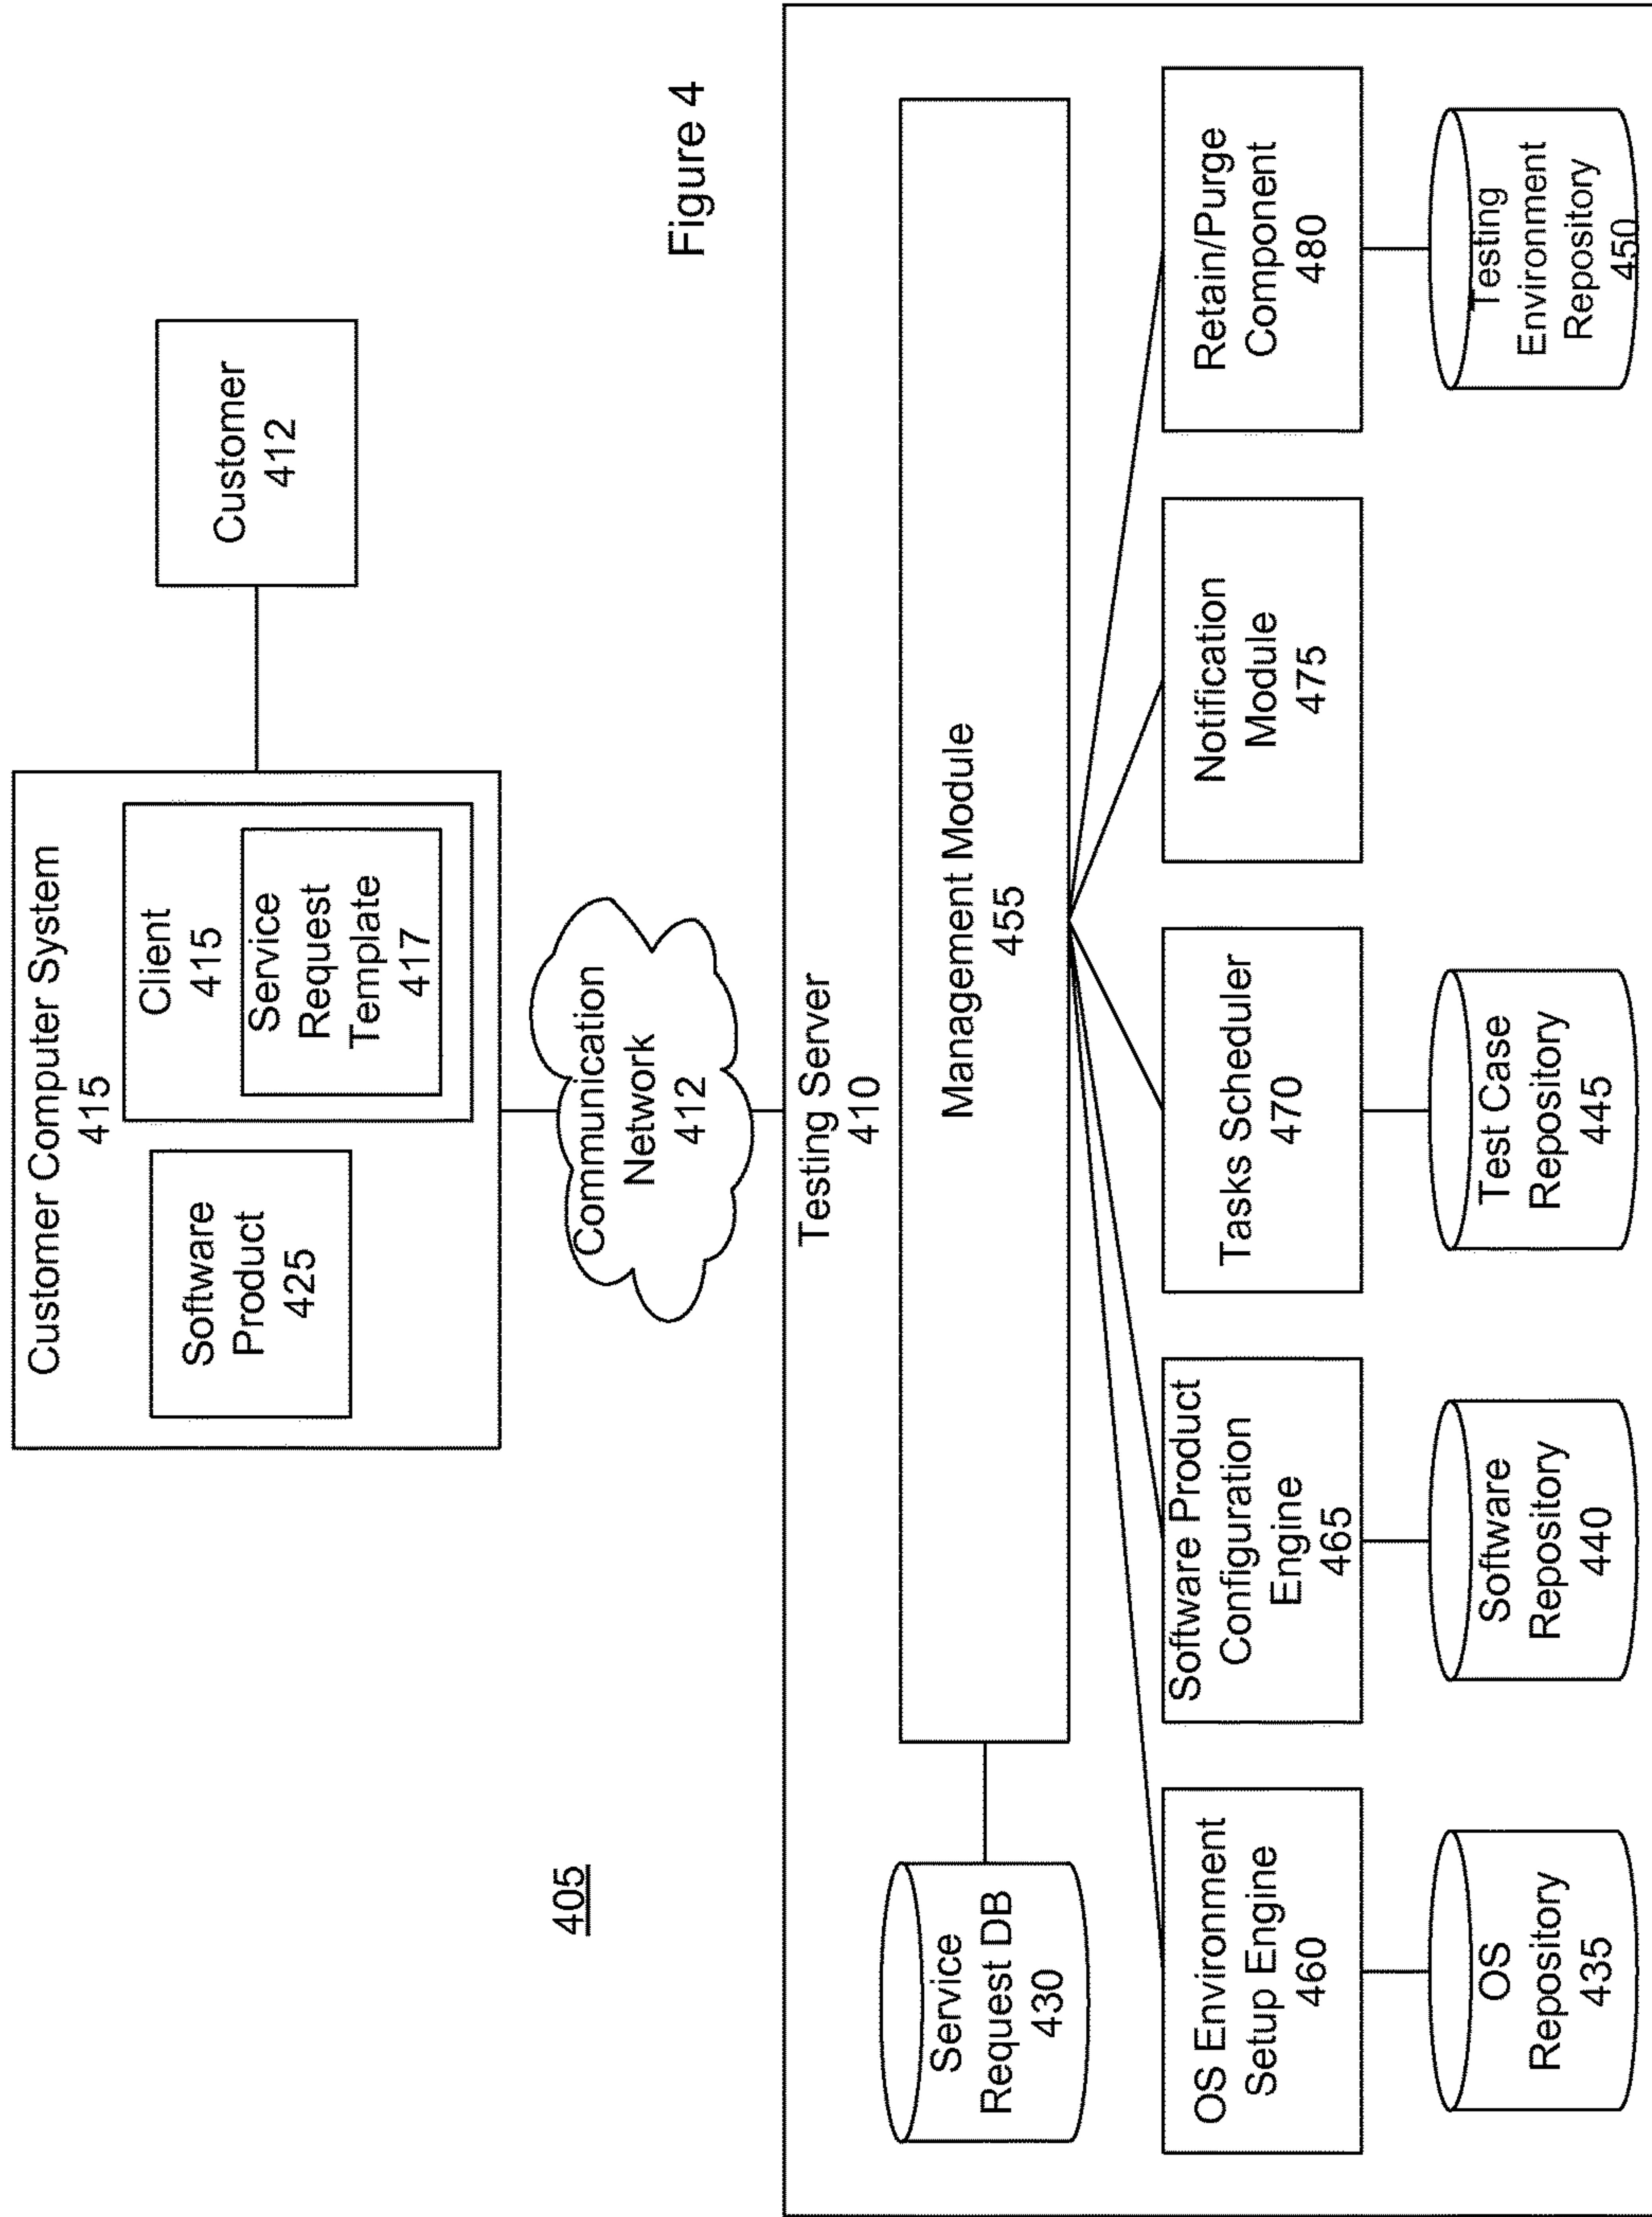 Customer Computer System
415
Software
Product
425
Client
415
Service
Request
Template
417
Customer
412
Communication
Network
412
405
Figure 4
Testing Server
410
Service
Request DB
430
Management Module
455
OS Environment
Setup Engine
460
Software Product
Configuration
Engine
465
Tasks Scheduler
470
Notification
Module
475
Retain/Purge
Component
480
OS
Repository
435
Software
Repository
440
Test Case
Repository
445
Testing
Environment
Repository
450